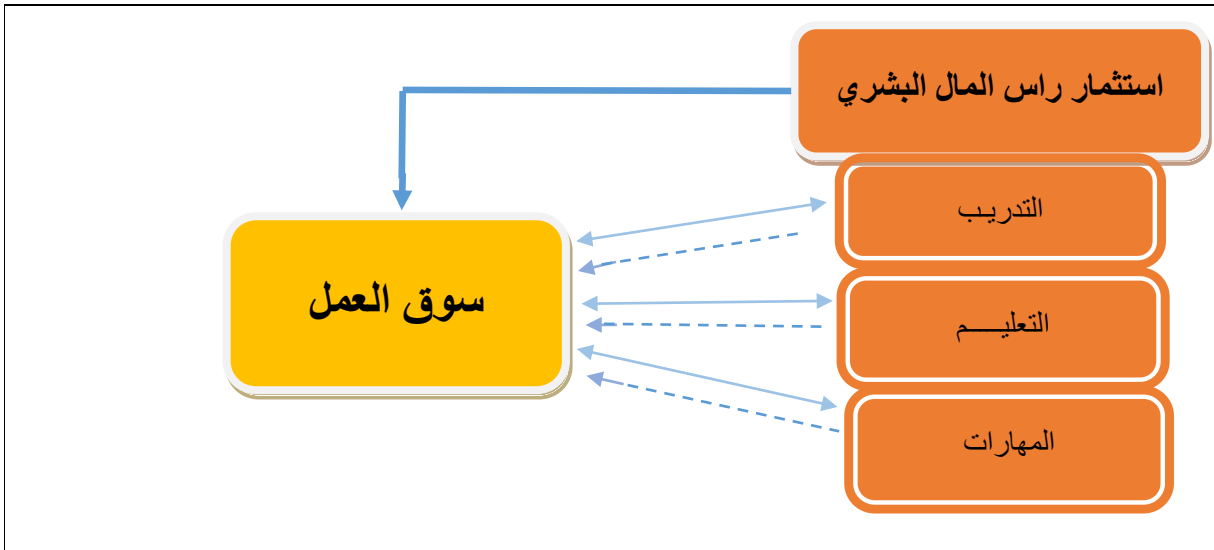 استثمار راس المال البشري
التدريب
سوق العمل
التعليــــم
المهارات